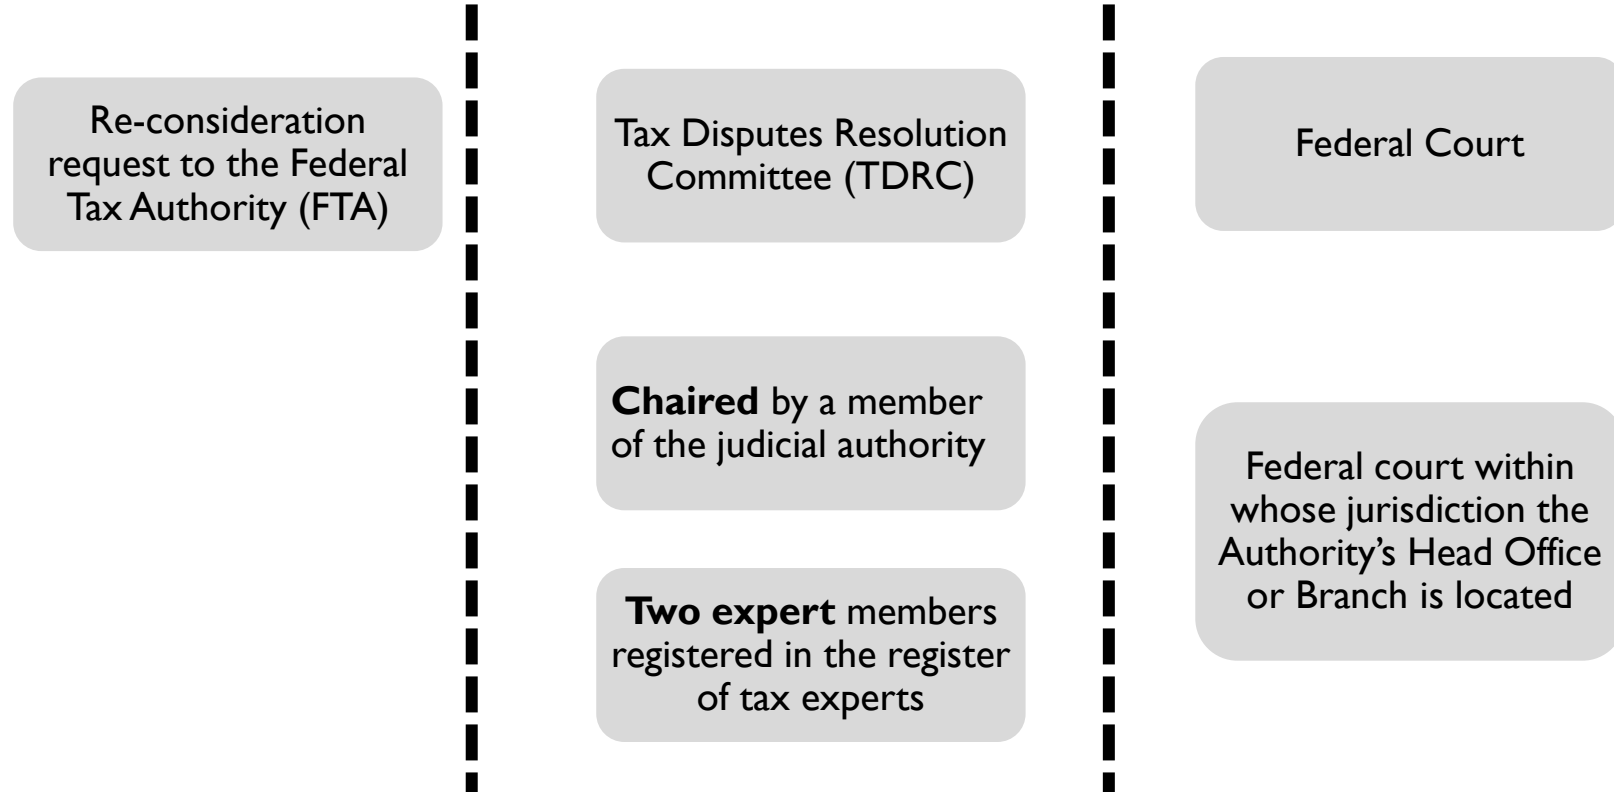 Re-consideration
request to the Federal
Tax Authority (FTA)
Tax Disputes Resolution
Committee (TDRC)
Chaired by a member
of the judicial authority
Two expert members
registered in the register
of tax experts
Federal Court
Federal court within
whose jurisdiction the
Authority’s Head Office
or Branch is located